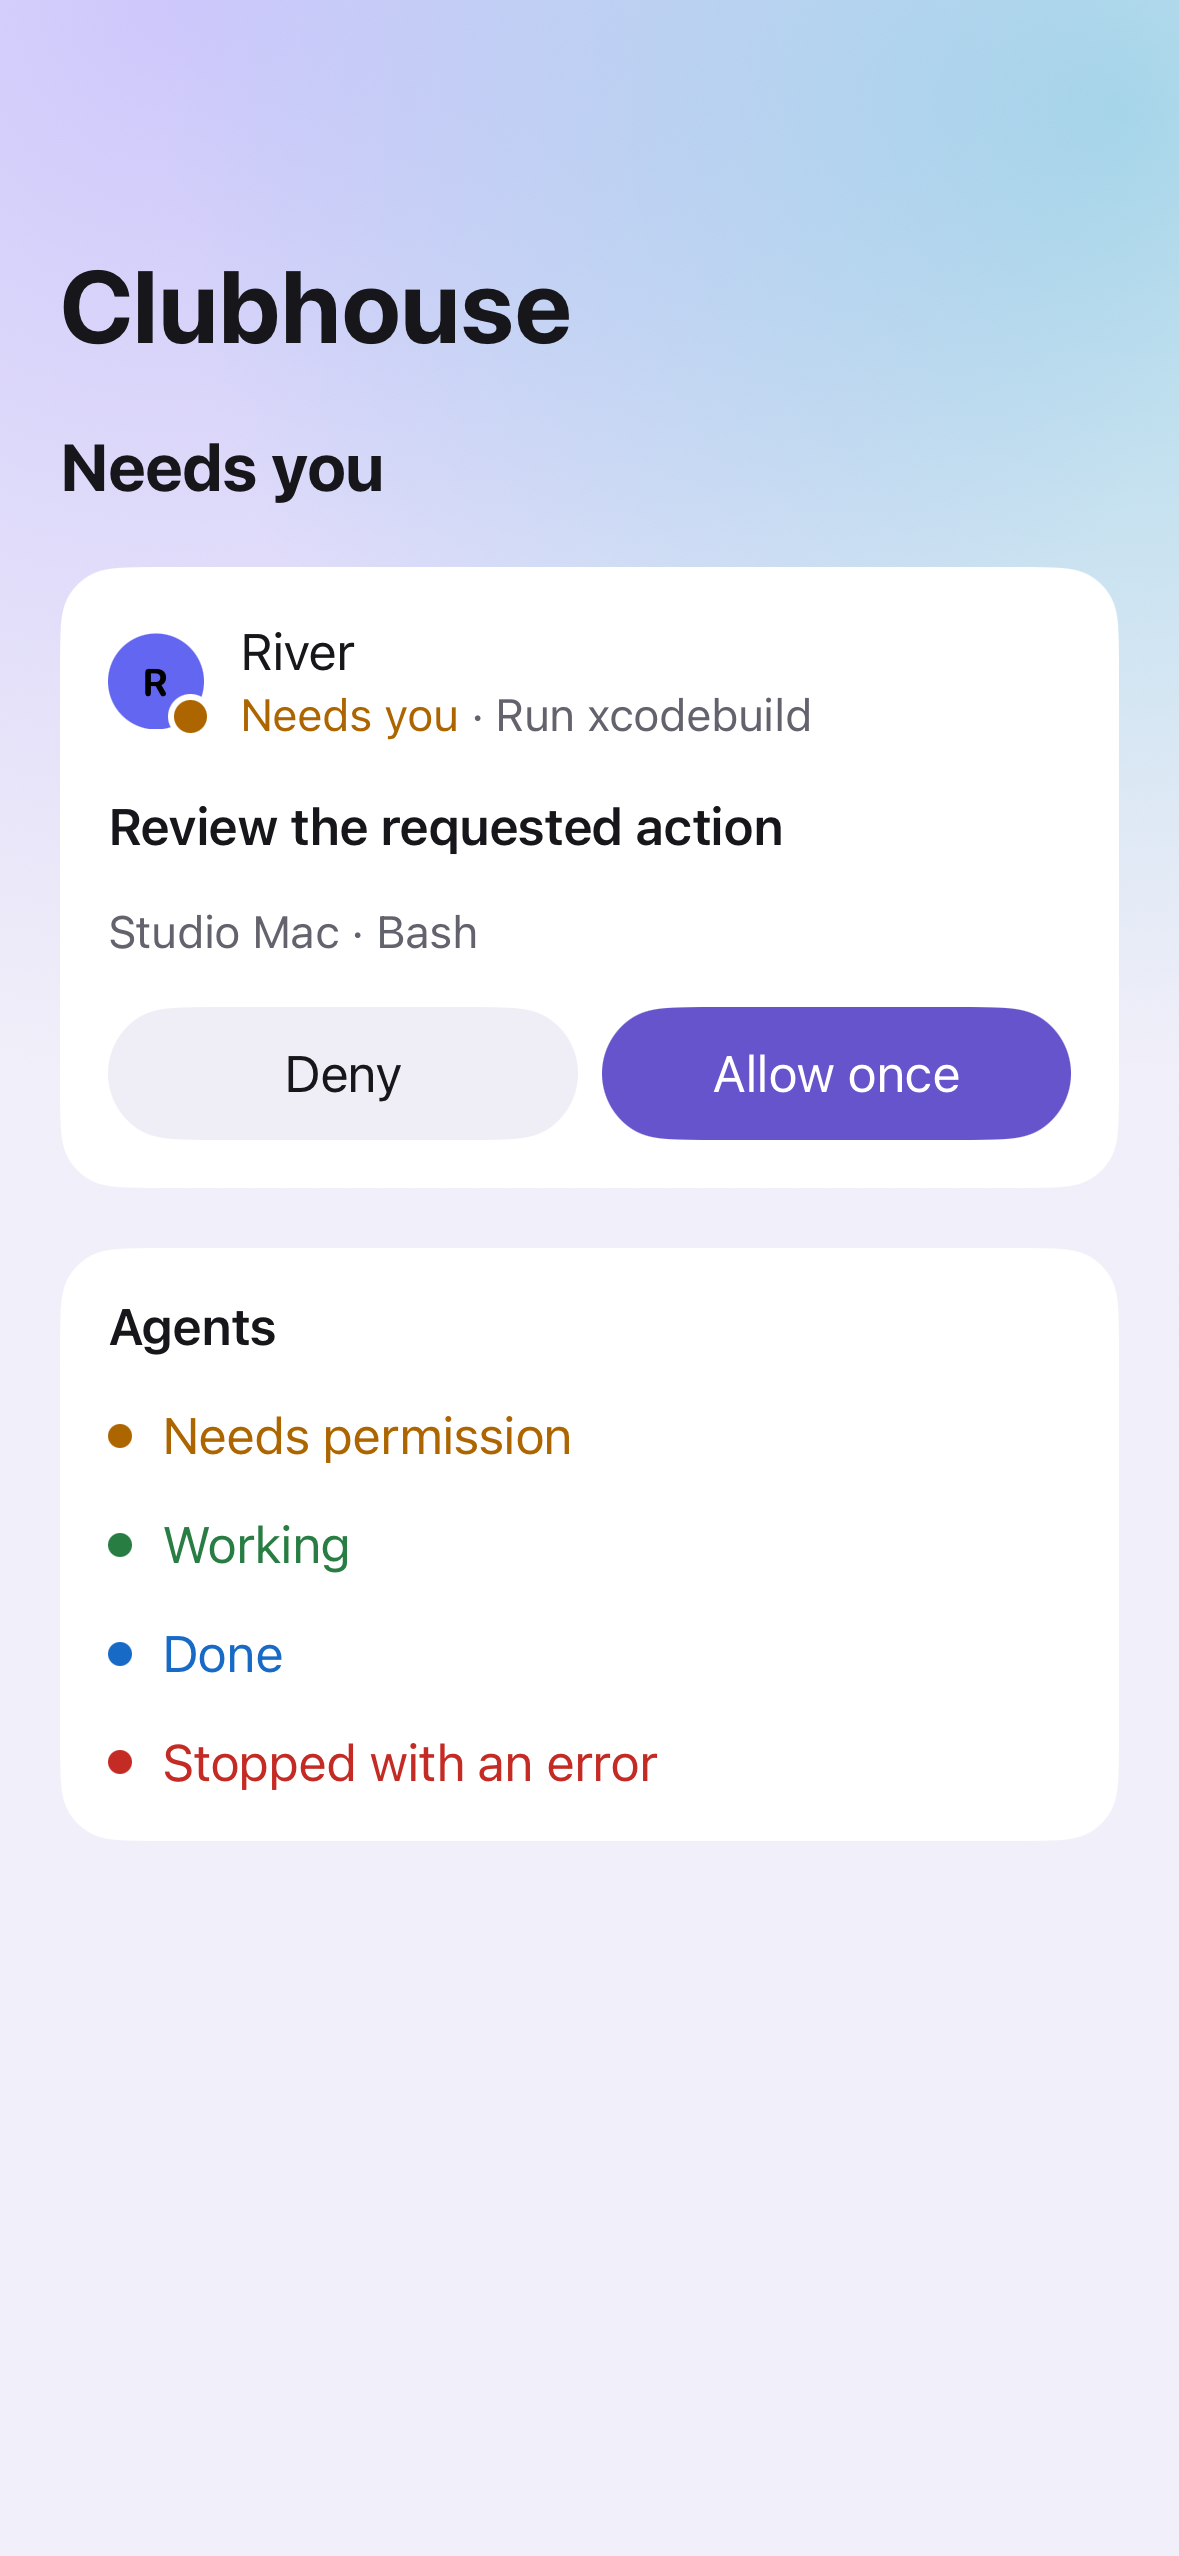 Clubhouse
Needs you
R
River
Needs you · Run xcodebuild
Review the requested action
Studio Mac · Bash
Deny
Allow once
Agents
Needs permission
Working
Done
Stopped with an error